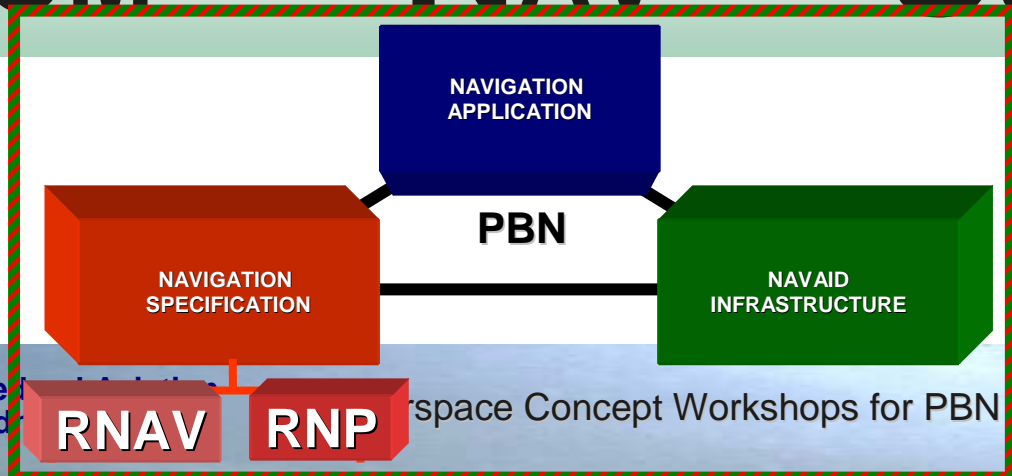 NAVIGATION
APPLICATION
PBN
NAVIGATION
SPECIFICATION
NAVAID
INFRASTRUCTURE
RNAV
RNP
rspace Concept Workshops for PBN